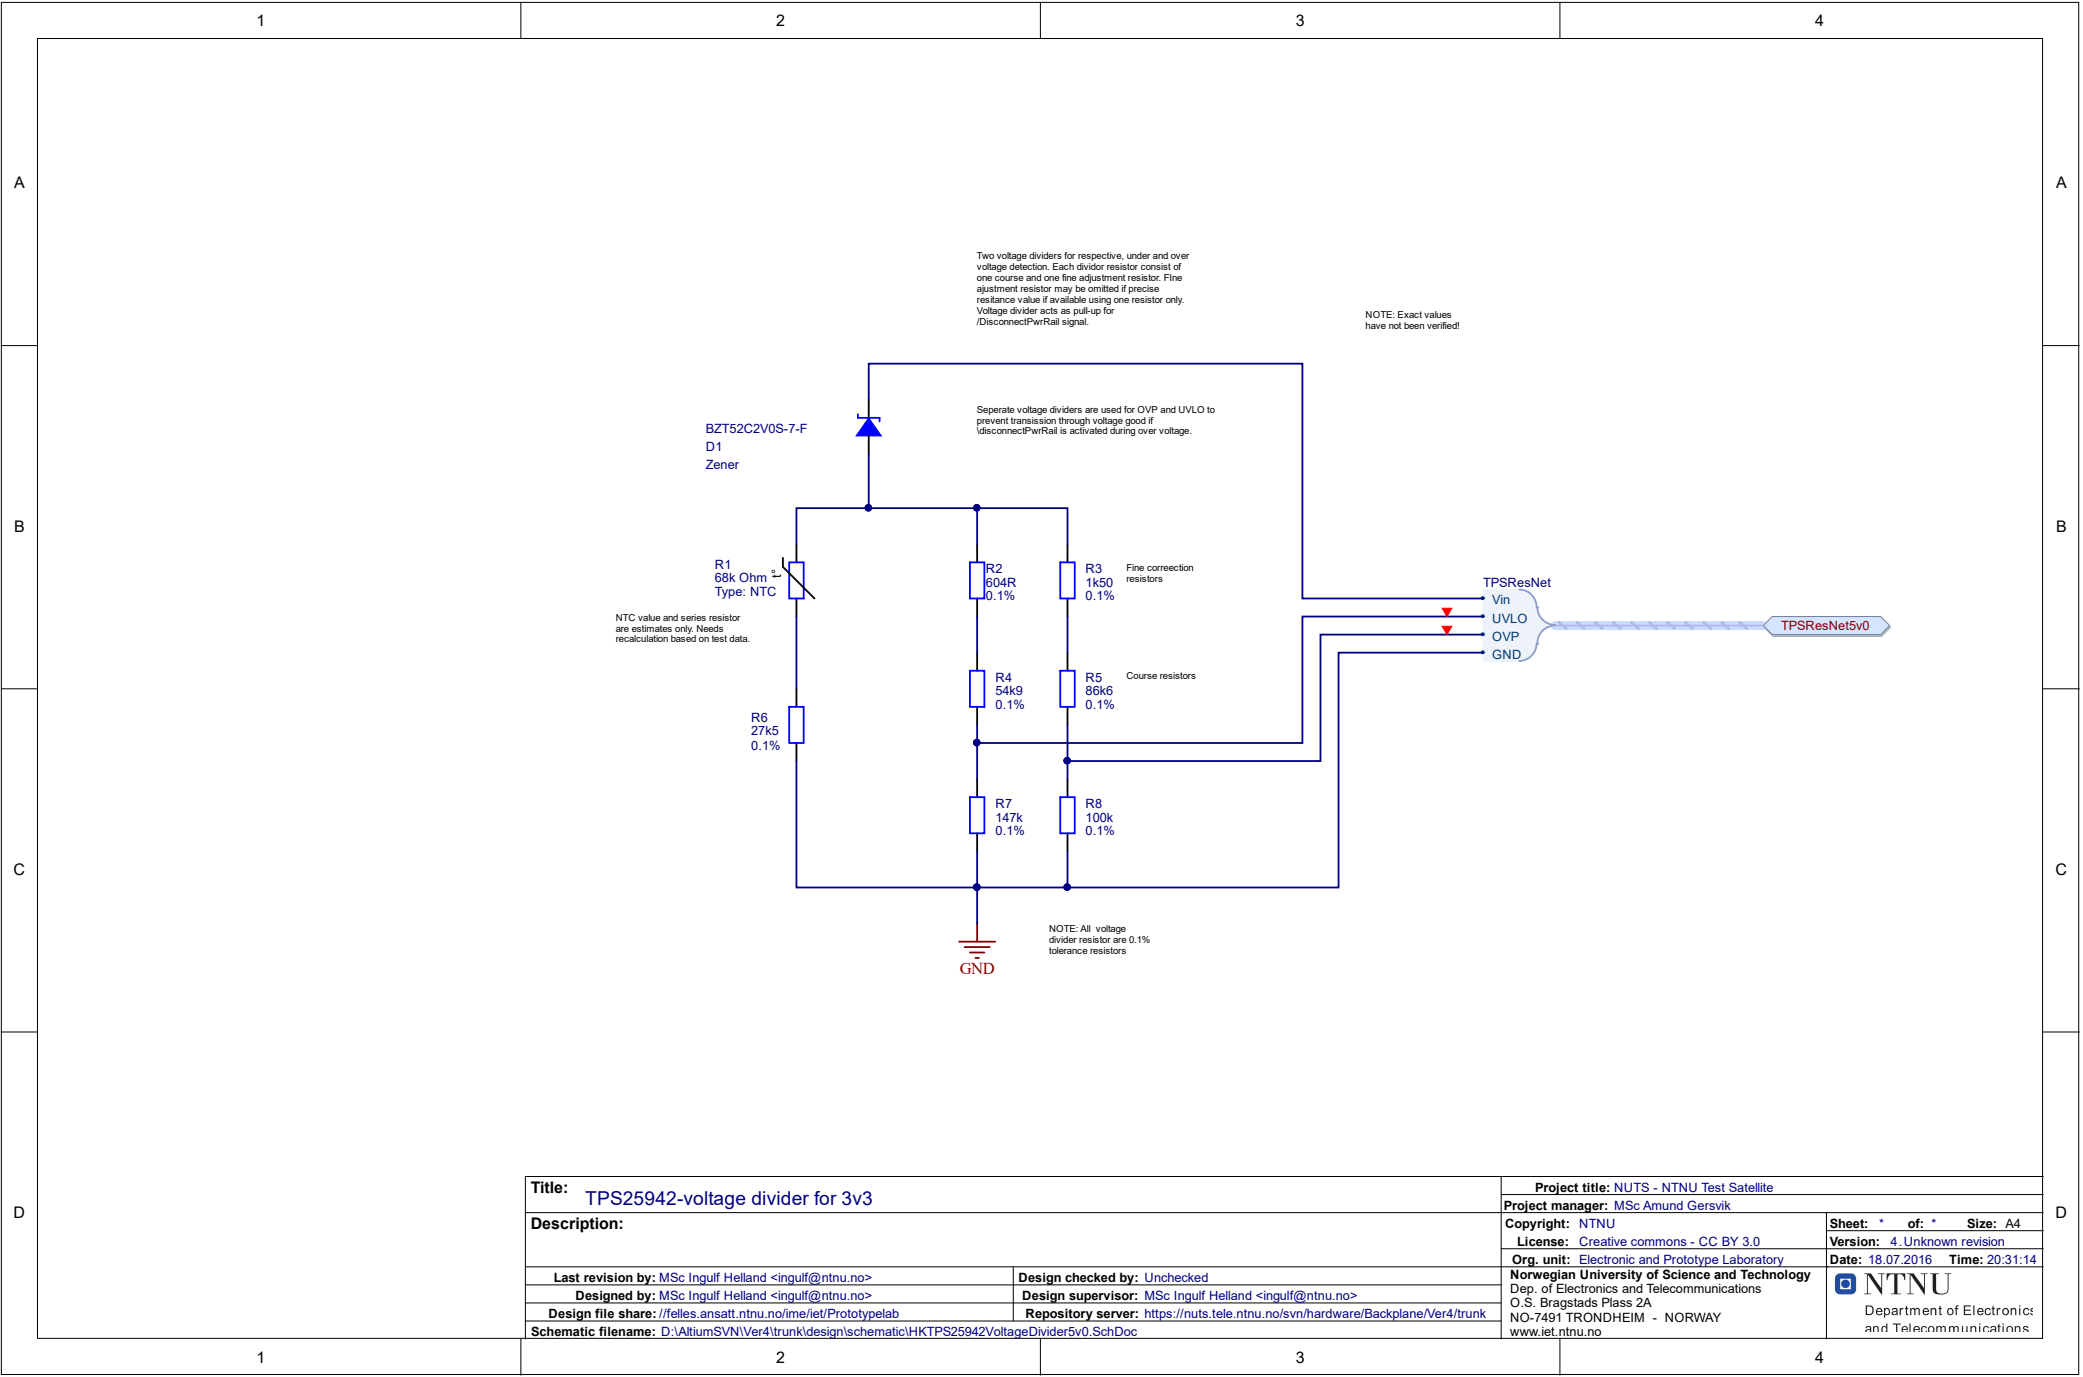 1
2
3
4
A
A
Two voltage dividers for respective, under and over
voltage detection. Each dividor resistor consist of
one course and one fine adjustment resistor. FIne
ajustment resistor may be omitted if precise
resitance value if available using one resistor only.
Voltage divider acts as pull-up for
/DisconnectPwrRail signal.
NOTE: Exact values
have not been verified!
Seperate voltage dividers are used for OVP and UVLO to
prevent transission through voltage good if
\disconnectPwrRail is activated during over voltage.
BZT52C2V0S-7-F
D1
Zener
B
B
R1
68k Ohm
Type: NTC
t°
NTC value and series resistor
are estimates only. Needs
recalculation based on test data.
R2
604R
0.1%
R3
1k50
0.1%
Fine correection
resistors
TPSResNet
Vin
UVLO
OVP
GND
TPSResNet5v0
R4
54k9
0.1%
R5
86k6
0.1%
Course resistors
R6
27k5
0.1%
R7
147k
0.1%
R8
100k
0.1%
C
C
NOTE: All voltage
divider resistor are 0.1%
tolerance resistors
GND
D
D
Title: TPS25942-voltage divider for 3v3
Description:
Last revision by: MSc Ingulf Helland <ingulf@ntnu.no>
Design checked by: Unchecked
Designed by: MSc Ingulf Helland <ingulf@ntnu.no>
Design supervisor: MSc Ingulf Helland <ingulf@ntnu.no>
Design file share: //felles.ansatt.ntnu.no/ime/iet/Prototypelab
Repository server: https://nuts.tele.ntnu.no/svn/hardware/Backplane/Ver4/trunk
Schematic filename: D:\AltiumSVN\Ver4\trunk\design\schematic\HKTPS25942VoltageDivider5v0.SchDoc
Project title: NUTS - NTNU Test Satellite
Project manager: MSc Amund Gersvik
Copyright: NTNU
Sheet: * of: * Size: A4
License: Creative commons - CC BY 3.0
Version: 4.Unknown revision
Org. unit: Electronic and Prototype Laboratory
Date: 18.07.2016 Time: 20:31:14
Norwegian University of Science and Technology
Dep. of Electronics and Telecommunications
O.S. Bragstads Plass 2A
NO-7491 TRONDHEIM - NORWAY
www.iet.ntnu.no
NTNU
Department of Electronics
and Telecommunications
1
2
3
4